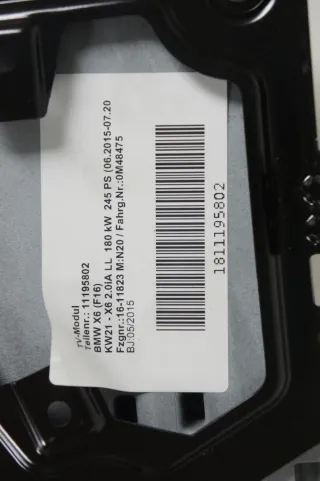 TV-Modul
Teilenr.: 11195802
BMW X6 (F16)
KW21 - X6 2.0iA LL 180 kW 245 PS (06.2015-07.20
Fzgnr.:16-11823 M:N20 / Fahrg.Nr.:0M48475
BJ:05/2015
1811195802